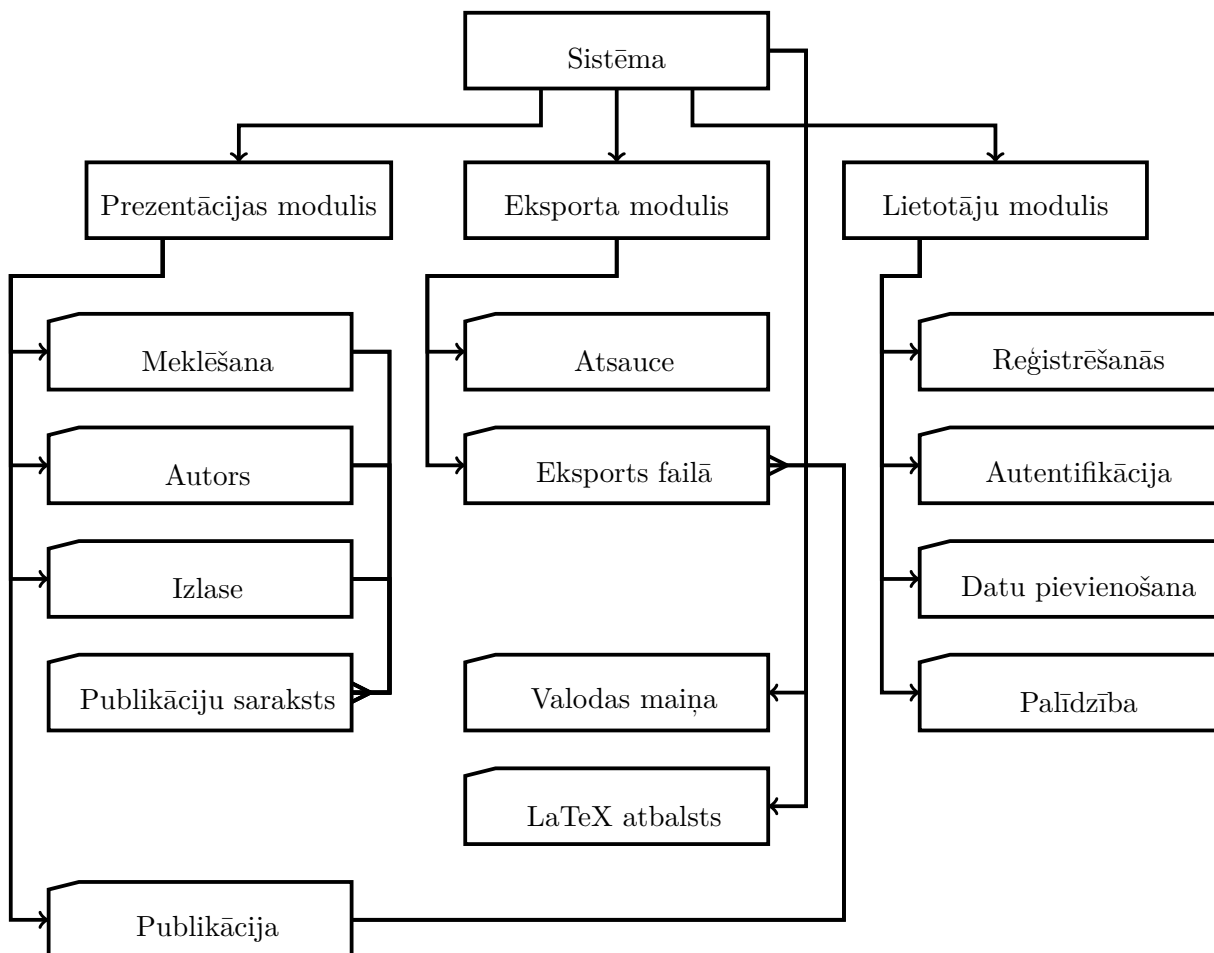 Sistēma
Prezentācijas modulis
Eksporta modulis
Lietotāju modulis
Meklēšana
Atsauce
Reģistrēšanās
Autors
Eksports failā
Autentifikācija
Izlase
Datu pievienošana
Publikāciju saraksts
Valodas maiņa
Palīdzība
LaTeX atbalsts
Publikācija